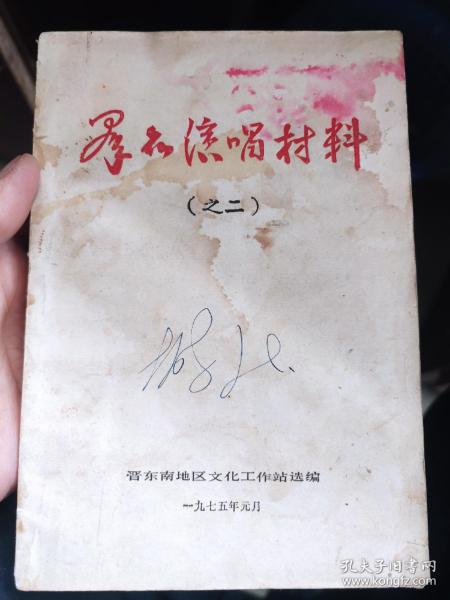 群众演唱材料
（之二）
晋东南地区文化工作站选编
一九七五年元月
孔夫子旧书网
www.kongfz.com